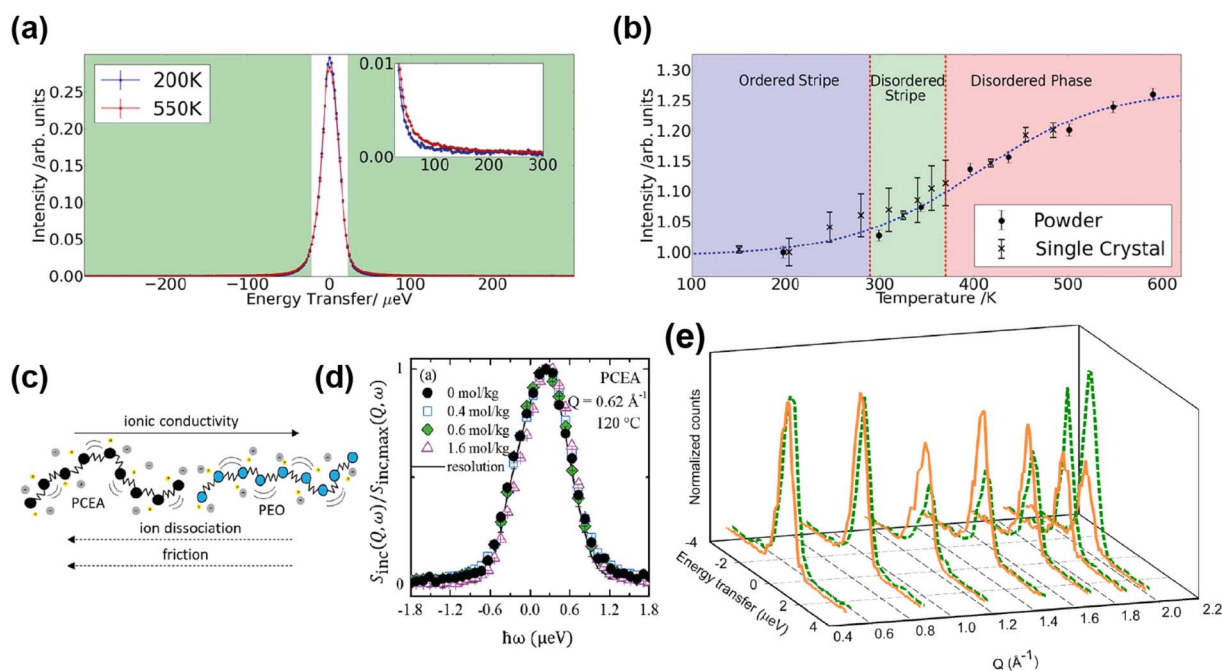 (a)
Intensity /arb. units
0.25
0.20
0.15
0.10
0.05
0.00
200K
550K
0.01
0.00
100
200
300
−200
−100
0
100
200
Energy Transfer/ μeV
(b)
Intensity /arb. units
1.30
1.25
1.20
1.15
1.10
1.05
1.00
Ordered Stripe
Disordered
Stripe
Disordered Phase
Powder
Single Crystal
100
200
300
400
500
600
Temperature /K
(c)
ionic conductivity
PCEA
PEO
ion dissociation
friction
(d)
(a)
PCEA
0 mol/kg
Q = 0.62 Å⁻¹
0.4 mol/kg
120 °C
0.6 mol/kg
1.6 mol/kg
resolution
S_inc(Q, ω)/S_inc,max(Q, ω)
1
0
-1.8
-0.6
0.0
0.6
1.8
ħω (μeV)
(e)
Normalized counts
-4
-2
0
2
4
Energy transfer (μeV)
0.4
0.6
0.8
1.0
1.2
1.4
1.6
1.8
2.0
2.2
Q (Å⁻¹)